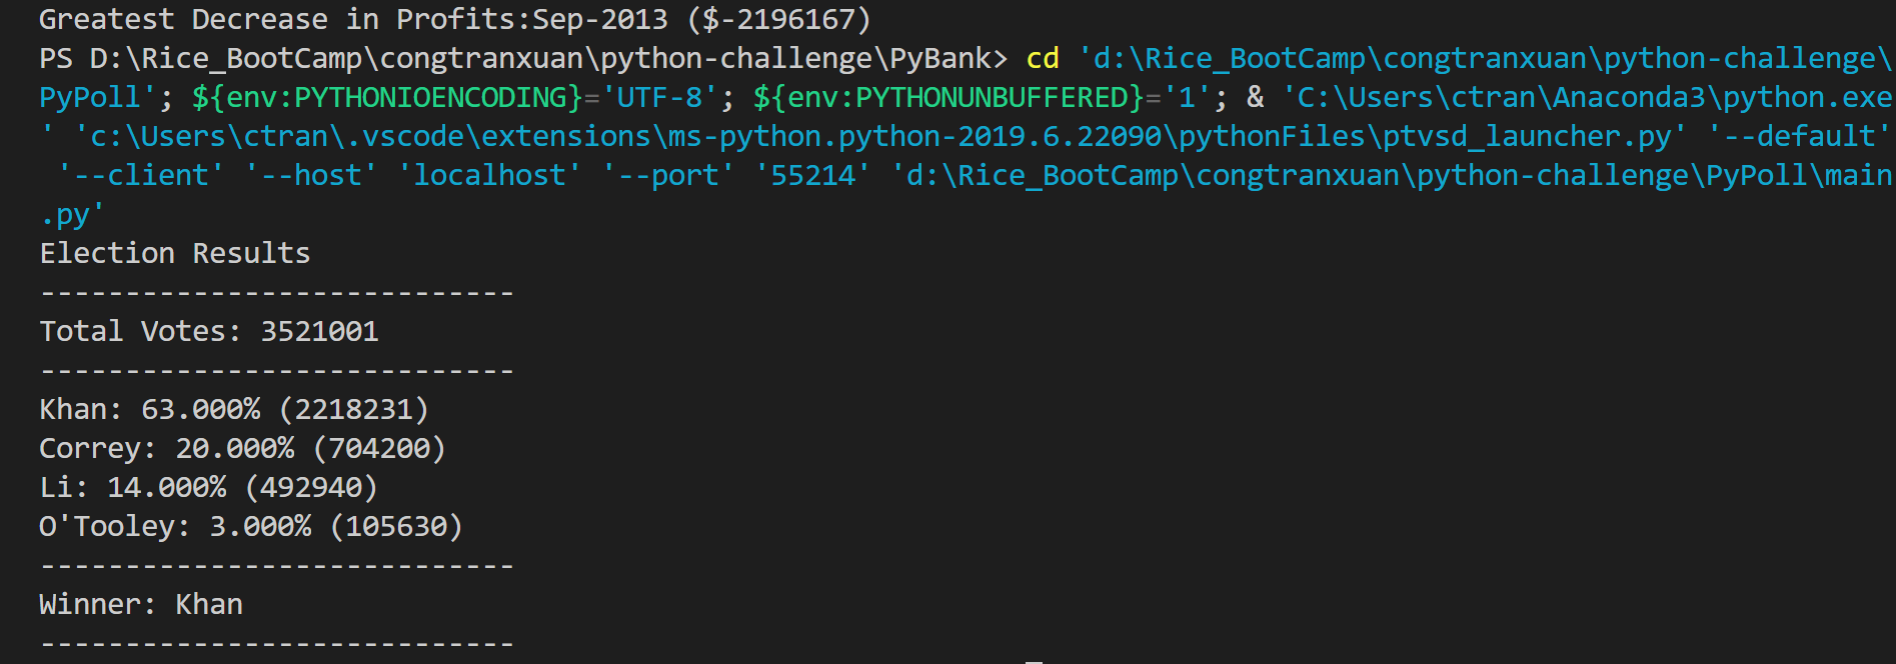 Greatest Decrease in Profits:Sep-2013 ($-2196167)
PS D:\Rice_BootCamp\congtranxuan\python-challenge\PyBank> cd 'd:\Rice_BootCamp\congtranxuan\python-challenge\
PyPoll'; ${env:PYTHONIOENCODING}='UTF-8'; ${env:PYTHONUNBUFFERED}='1'; & 'C:\Users\ctran\Anaconda3\python.exe
' 'c:\Users\ctran\.vscode\extensions\ms-python.python-2019.6.22090\pythonFiles\ptvsd_launcher.py' '--default'
 '--client' '--host' 'localhost' '--port' '55214' 'd:\Rice_BootCamp\congtranxuan\python-challenge\PyPoll\main
.py'
Election Results
----------------------------
Total Votes: 3521001
----------------------------
Khan: 63.000% (2218231)
Correy: 20.000% (704200)
Li: 14.000% (492940)
O'Tooley: 3.000% (105630)
----------------------------
Winner: Khan
----------------------------